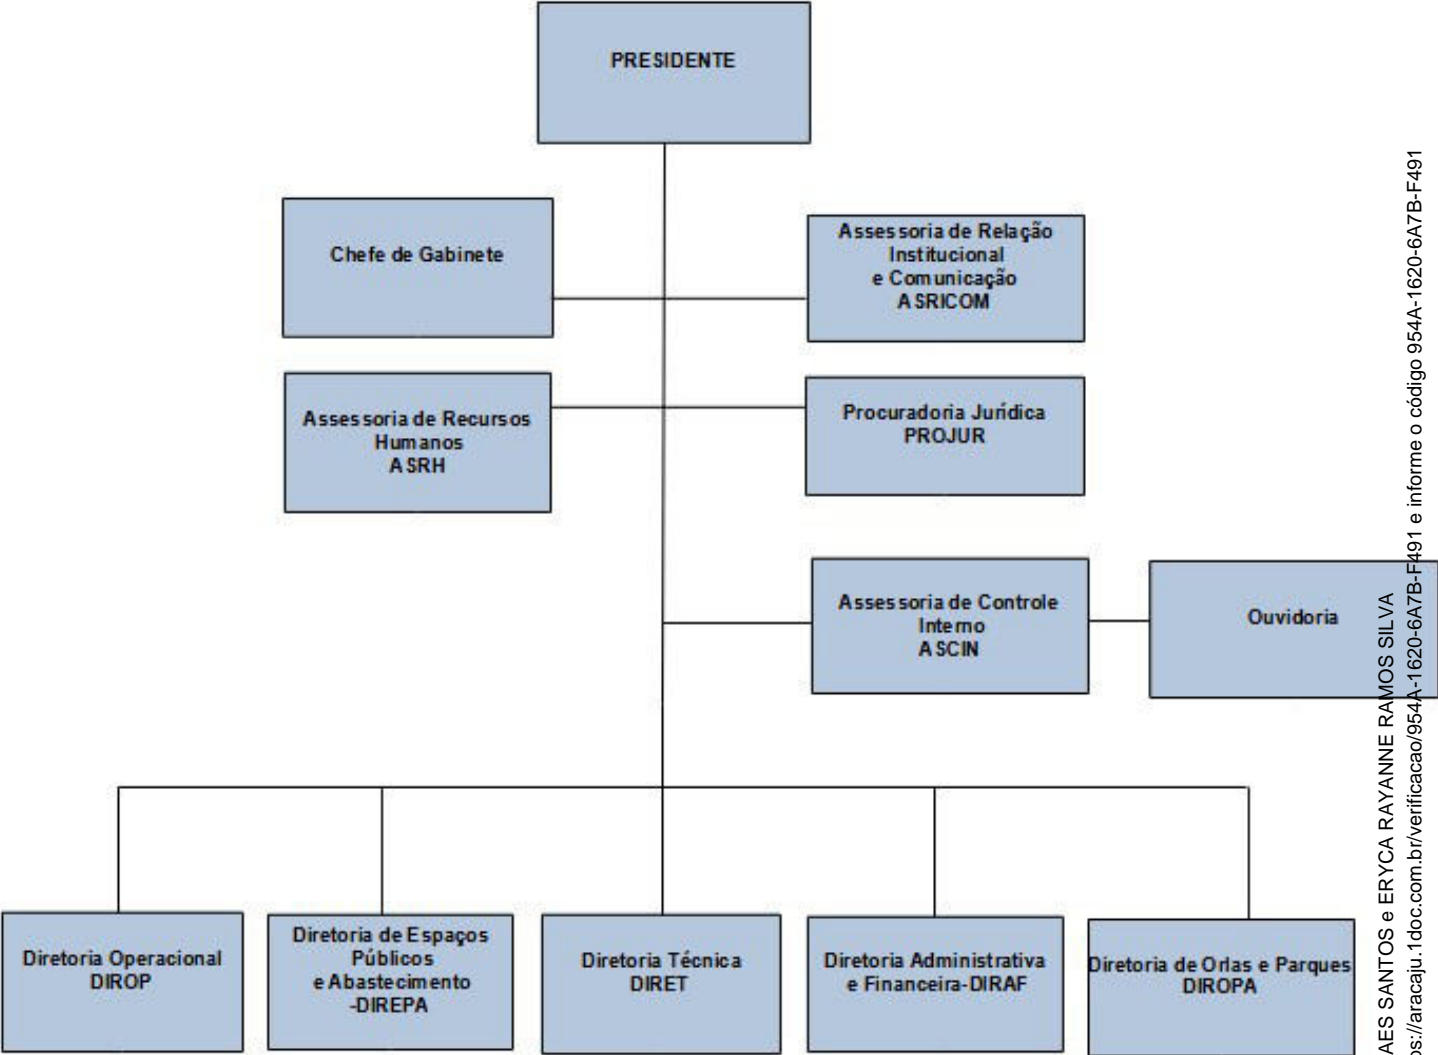 PRESIDENTE
Chefe de Gabinete
Assessoria de Relação
Institucional
e Comunicação
ASRICOM
Assessoria de Recursos
Humanos
ASRH
Procuradoria Jurídica
PROJUR
Assessoria de Controle
Interno
ASCIN
Ouvidoria
Diretoria Operacional
DIROP
Diretoria de Espaços
Públicos
e Abastecimento
-DIREPA
Diretoria Técnica
DIRET
Diretoria Administrativa
e Financeira-DIRAF
Diretoria de Orlas e Parques
DIROPA
AES SANTOS e ERYCA RAYANNE RAMOS SILVA
os://aracaju.1doc.com.br/verificacao/954A-1620-6A7B-F491 e informe o código 954A-1620-6A7B-F491